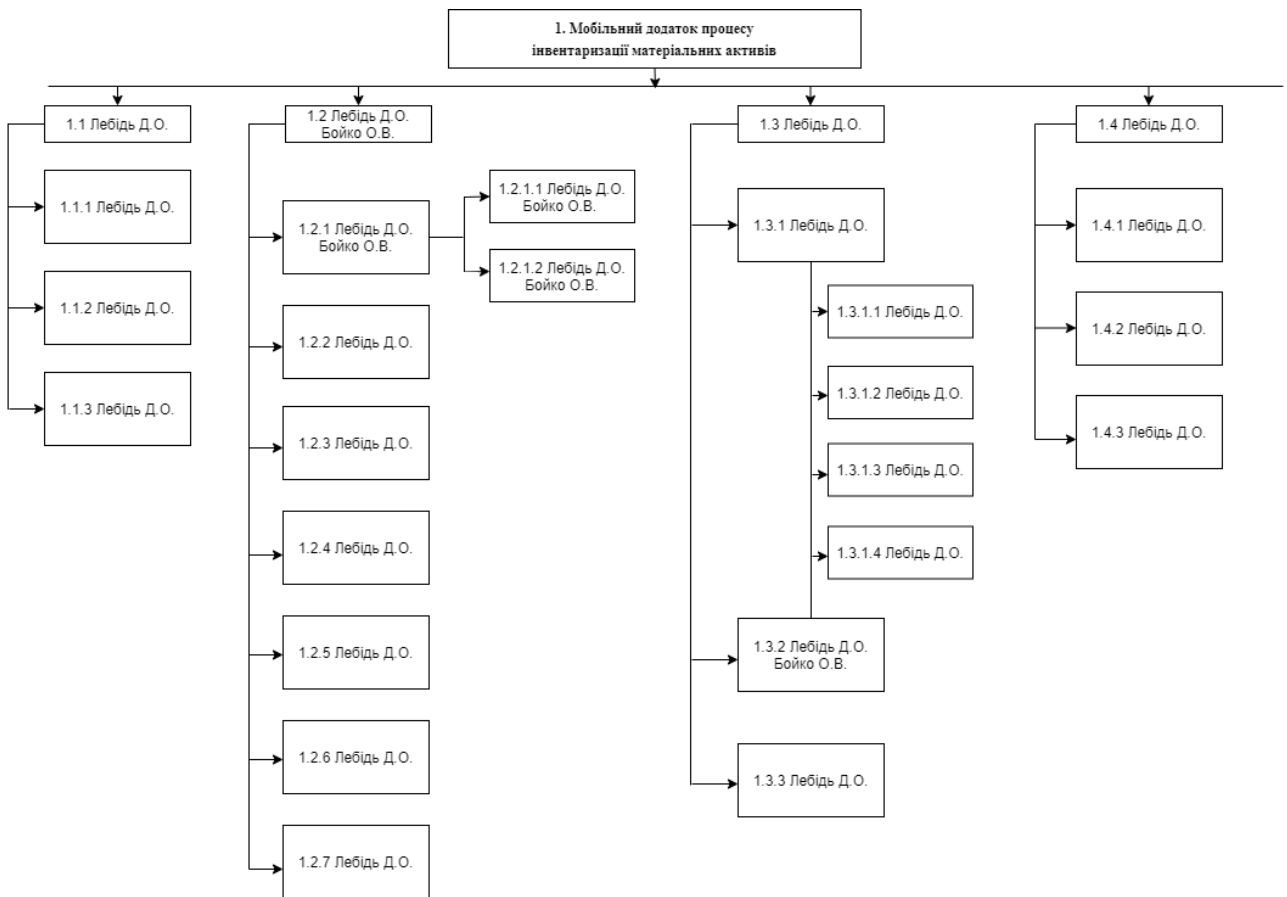 1. Мобільний додаток процесу
інвентаризації матеріальних активів
1.1 Лебідь Д.О.
1.1.1 Лебідь Д.О.
1.1.2 Лебідь Д.О.
1.1.3 Лебідь Д.О.
1.2 Лебідь Д.О.
Бойко О.В.
1.2.1 Лебідь Д.О.
Бойко О.В.
1.2.1.1 Лебідь Д.О.
Бойко О.В.
1.2.1.2 Лебідь Д.О.
Бойко О.В.
1.2.2 Лебідь Д.О.
1.2.3 Лебідь Д.О.
1.2.4 Лебідь Д.О.
1.2.5 Лебідь Д.О.
1.2.6 Лебідь Д.О.
1.2.7 Лебідь Д.О.
1.3 Лебідь Д.О.
1.3.1 Лебідь Д.О.
1.3.1.1 Лебідь Д.О.
1.3.1.2 Лебідь Д.О.
1.3.1.3 Лебідь Д.О.
1.3.1.4 Лебідь Д.О.
1.3.2 Лебідь Д.О.
Бойко О.В.
1.3.3 Лебідь Д.О.
1.4 Лебідь Д.О.
1.4.1 Лебідь Д.О.
1.4.2 Лебідь Д.О.
1.4.3 Лебідь Д.О.